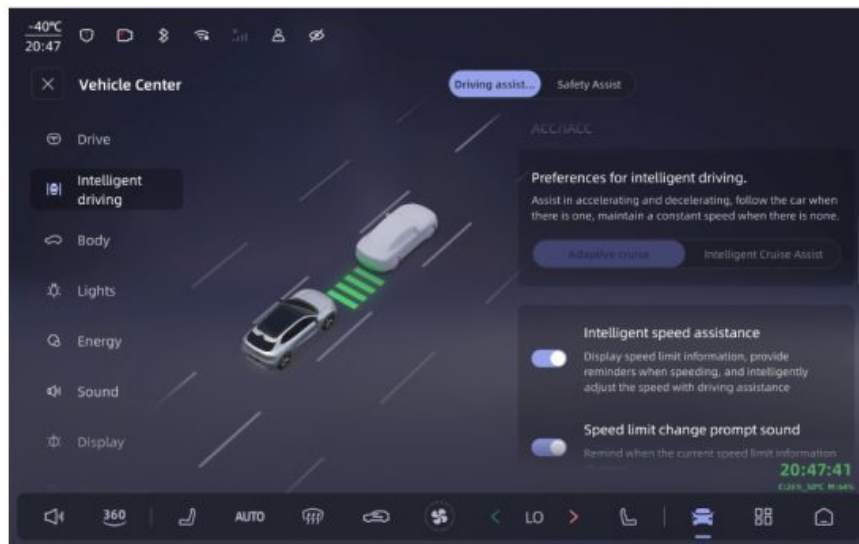 -40℃
20:47
Vehicle Center
Driving assist...
Safety Assist
Drive
Intelligent
driving
Body
Lights
Energy
Sound
Display
ACC/IACC
Preferences for intelligent driving.
Assist in accelerating and decelerating, follow the car when
there is one, maintain a constant speed when there is none.
Adaptive cruise
Intelligent Cruise Assist
Intelligent speed assistance
Display speed limit information, provide
reminders when speeding, and intelligently
adjust the speed with driving assistance
Speed limit change prompt sound
Remind when the current speed limit information
20:47:41
360
AUTO
LO